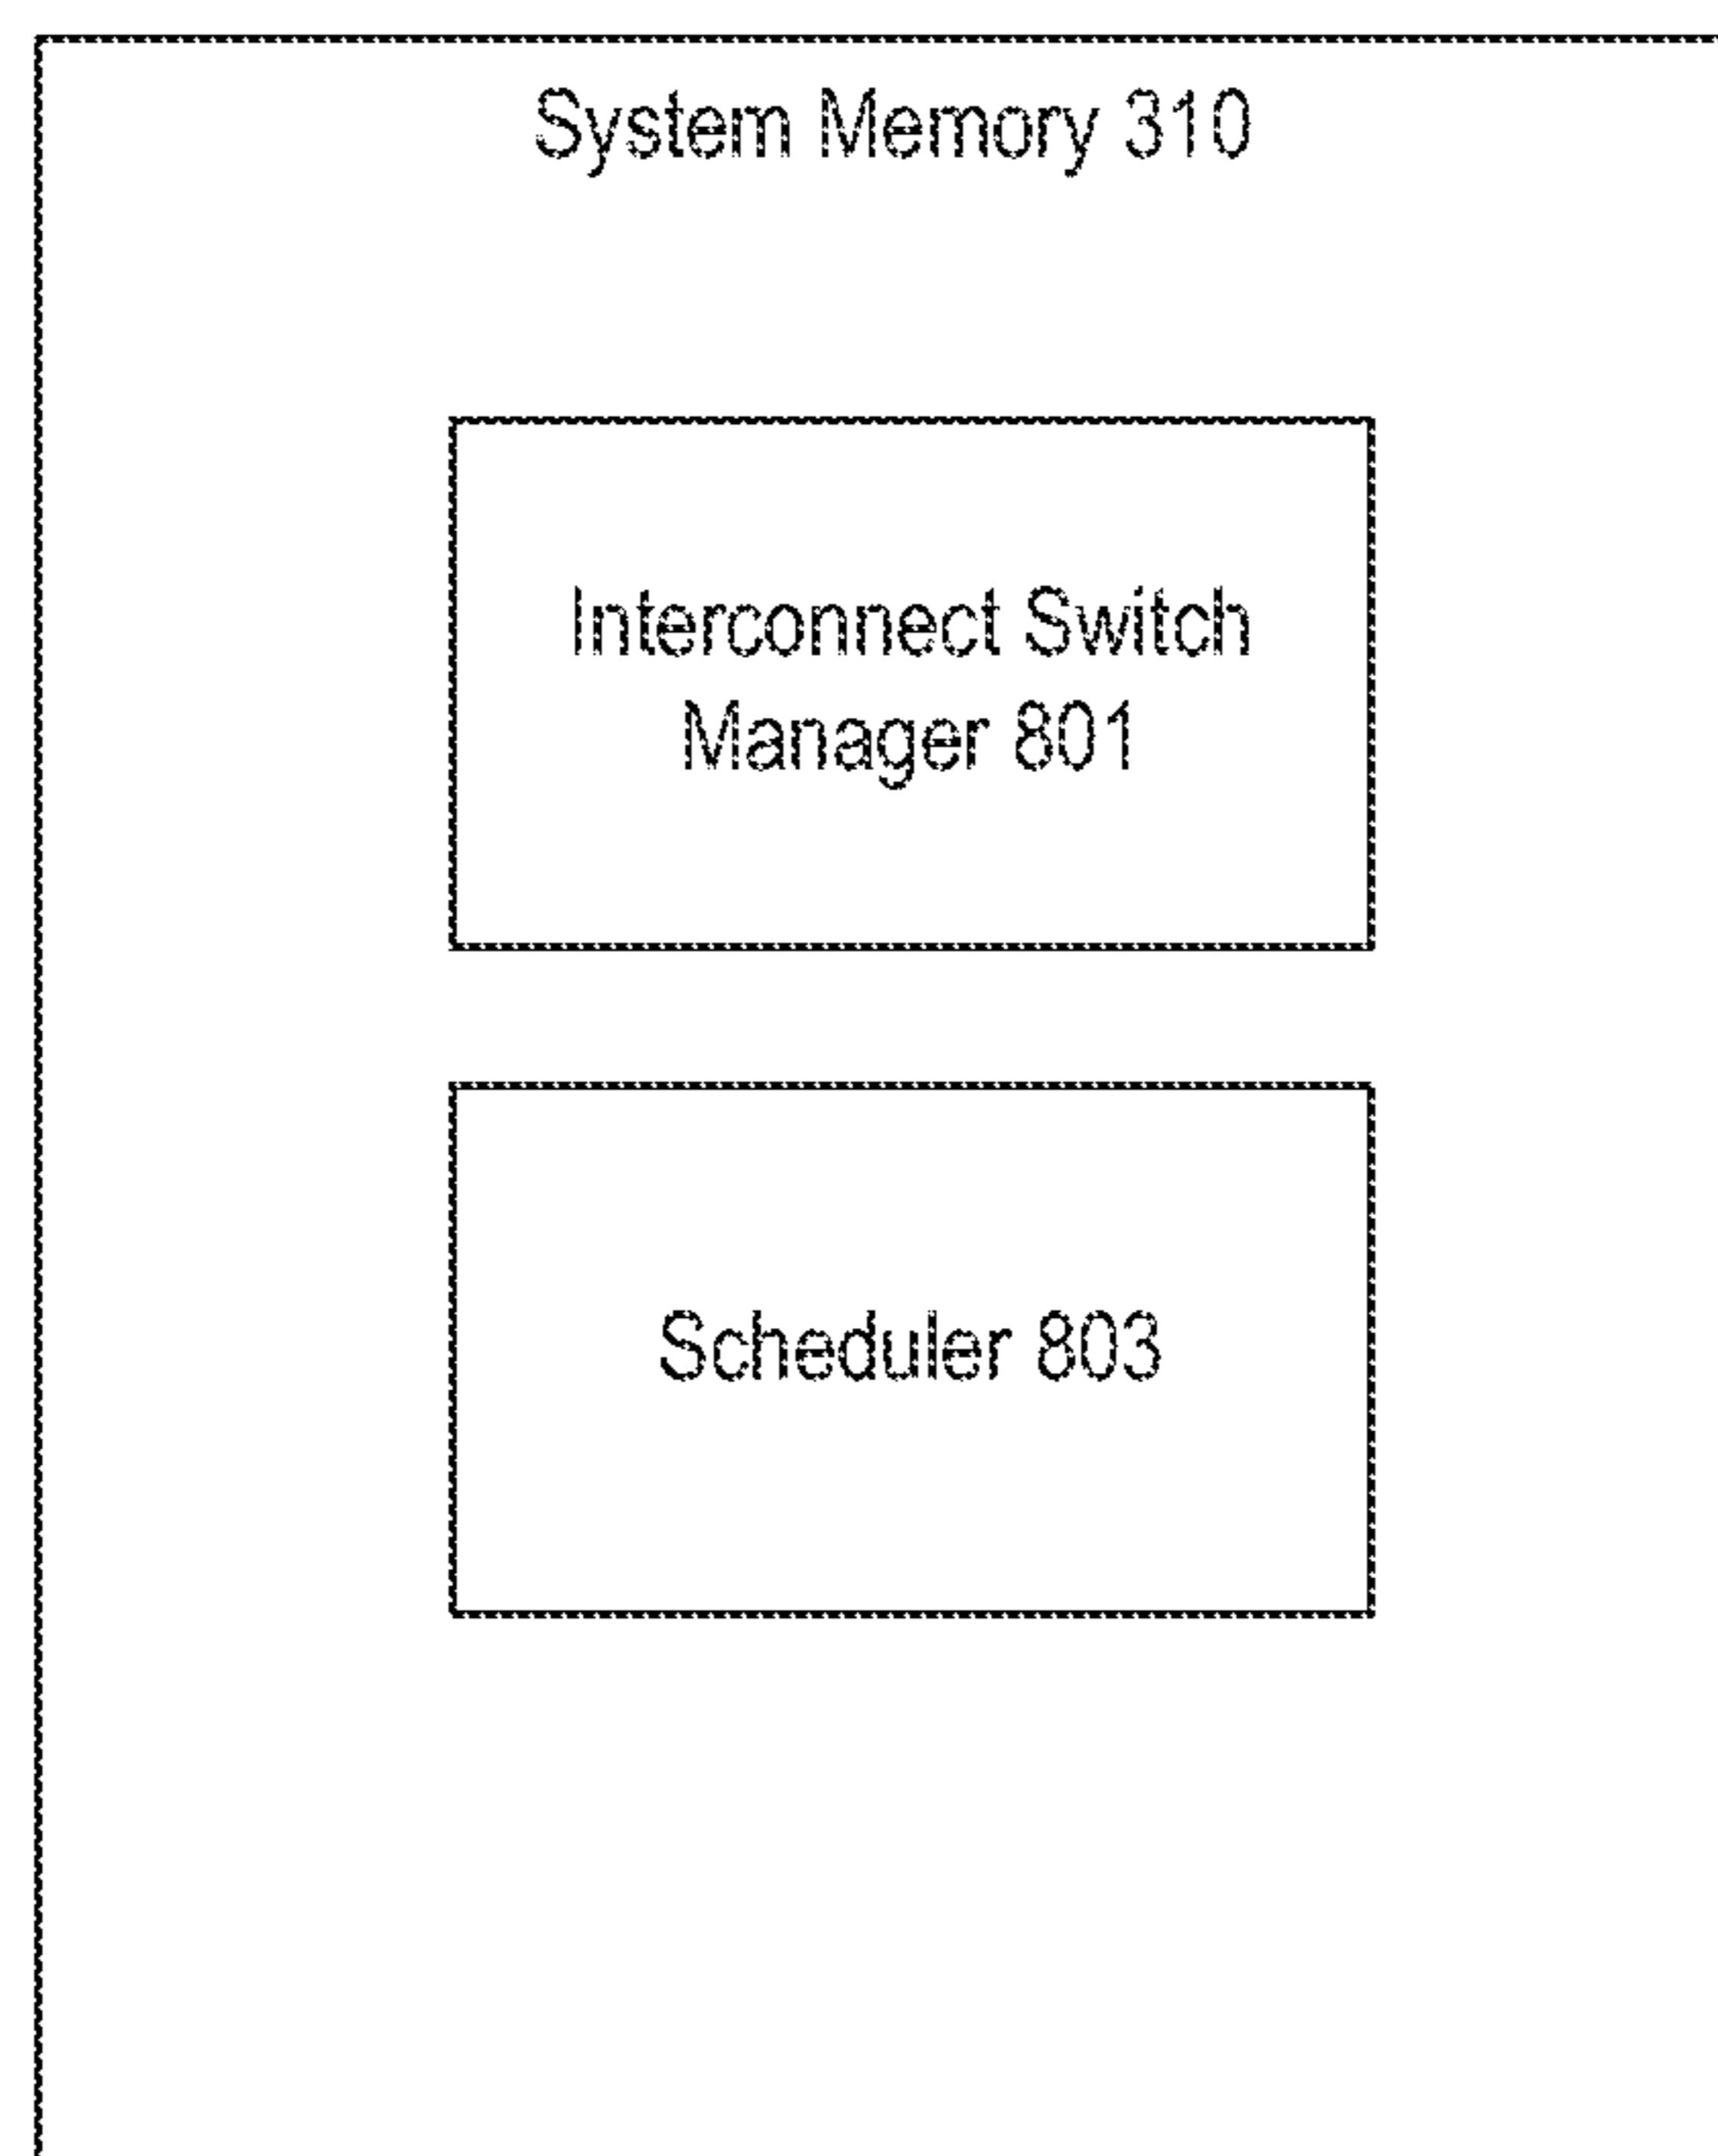 System Memory 310
Interconnect Switch
Manager 801
Scheduler 803